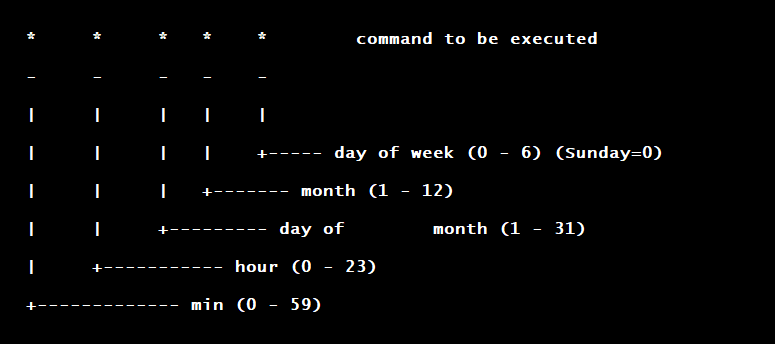 *     *     *   *    *        command to be executed
-     -     -   -    -
|     |     |   |    |
|     |     |   |    +----- day of week (0 - 6) (Sunday=0)
|     |     |   +------- month (1 - 12)
|     |     +--------- day of        month (1 - 31)
|     +----------- hour (0 - 23)
+------------- min (0 - 59)